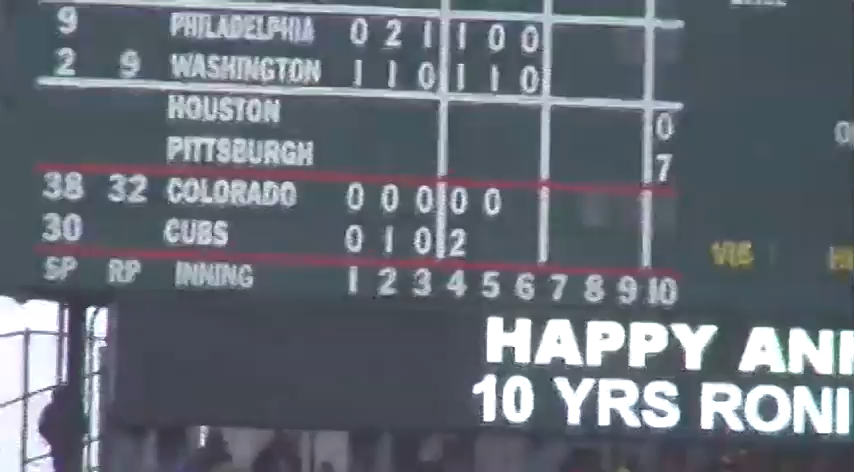 9 PHILADELPHIA 0 2 1 1 0 0
2 9 WASHINGTON 1 1 0 1 1 0
HOUSTON 0
PITTSBURGH 7
38 32 COLORADO 0 0 0 0 0
30 CUBS 0 1 0 2
SP RP INNING 1 2 3 4 5 6 7 8 9 10
HAPPY
10 YRS RONI